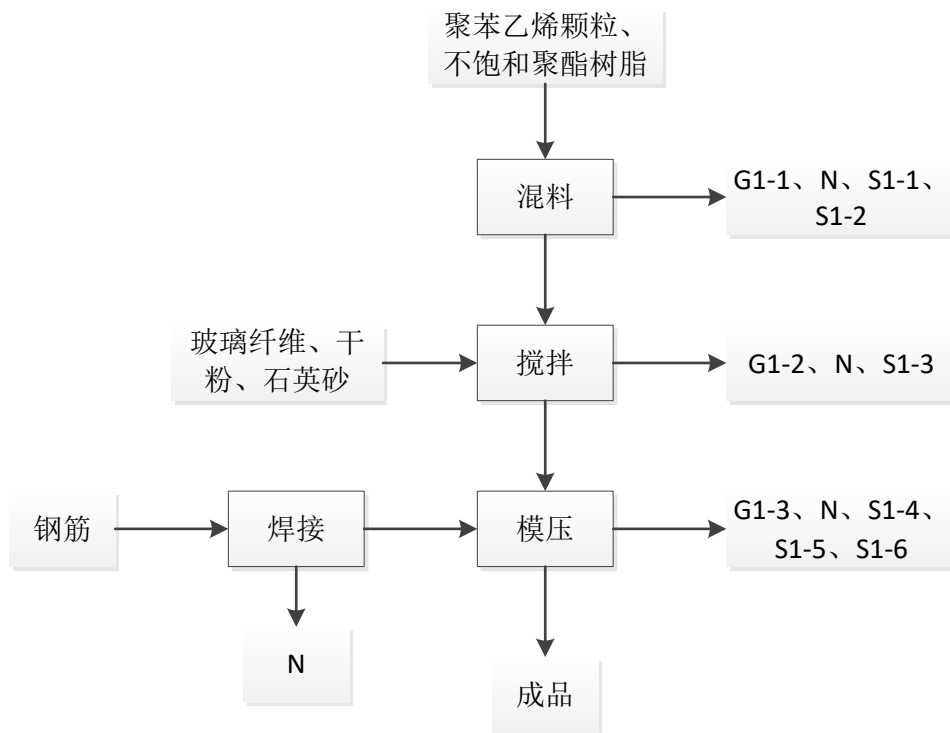 聚苯乙烯颗粒、
不饱和聚酯树脂
混料
G1-1、N、S1-1、
S1-2
玻璃纤维、干
粉、石英砂
搅拌
G1-2、N、S1-3
钢筋
焊接
模压
G1-3、N、S1-4、
S1-5、S1-6
N
成品